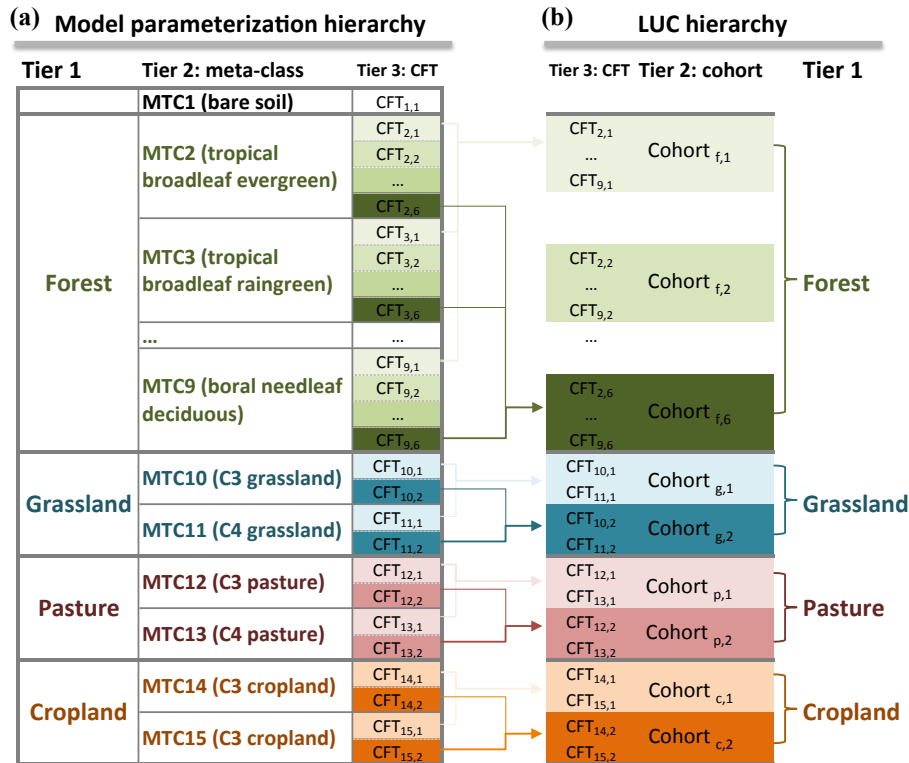 (a) Model parameterization hierarchy
Tier 1 Tier 2: meta-class Tier 3: CFT
MTC1 (bare soil) CFT1,1
Forest
MTC2 (tropical
broadleaf evergreen)
CFT2,1
CFT2,2
...
CFT2,6
MTC3 (tropical
broadleaf raingreen)
CFT3,1
CFT3,2
...
CFT3,6
... ...
MTC9 (boral needleaf
deciduous)
CFT9,1
CFT9,2
...
CFT9,6
Grassland
MTC10 (C3 grassland)
CFT10,1
CFT10,2
MTC11 (C4 grassland)
CFT11,1
CFT11,2
Pasture
MTC12 (C3 pasture)
CFT12,1
CFT12,2
MTC13 (C4 pasture)
CFT13,1
CFT13,2
Cropland
MTC14 (C3 cropland)
CFT14,1
CFT14,2
MTC15 (C3 cropland)
CFT15,1
CFT15,2
(b) LUC hierarchy
Tier 3: CFT Tier 2: cohort Tier 1
CFT2,1
...
CFT9,1
Cohort f,1
CFT2,2
...
CFT9,2
Cohort f,2
...
CFT2,6
...
CFT9,6
Cohort f,6
Forest
CFT10,1
CFT11,1
Cohort g,1
CFT10,2
CFT11,2
Cohort g,2
Grassland
CFT12,1
CFT13,1
Cohort p,1
CFT12,2
CFT13,2
Cohort p,2
Pasture
CFT14,1
CFT15,1
Cohort c,1
CFT14,2
CFT15,2
Cohort c,2
Cropland